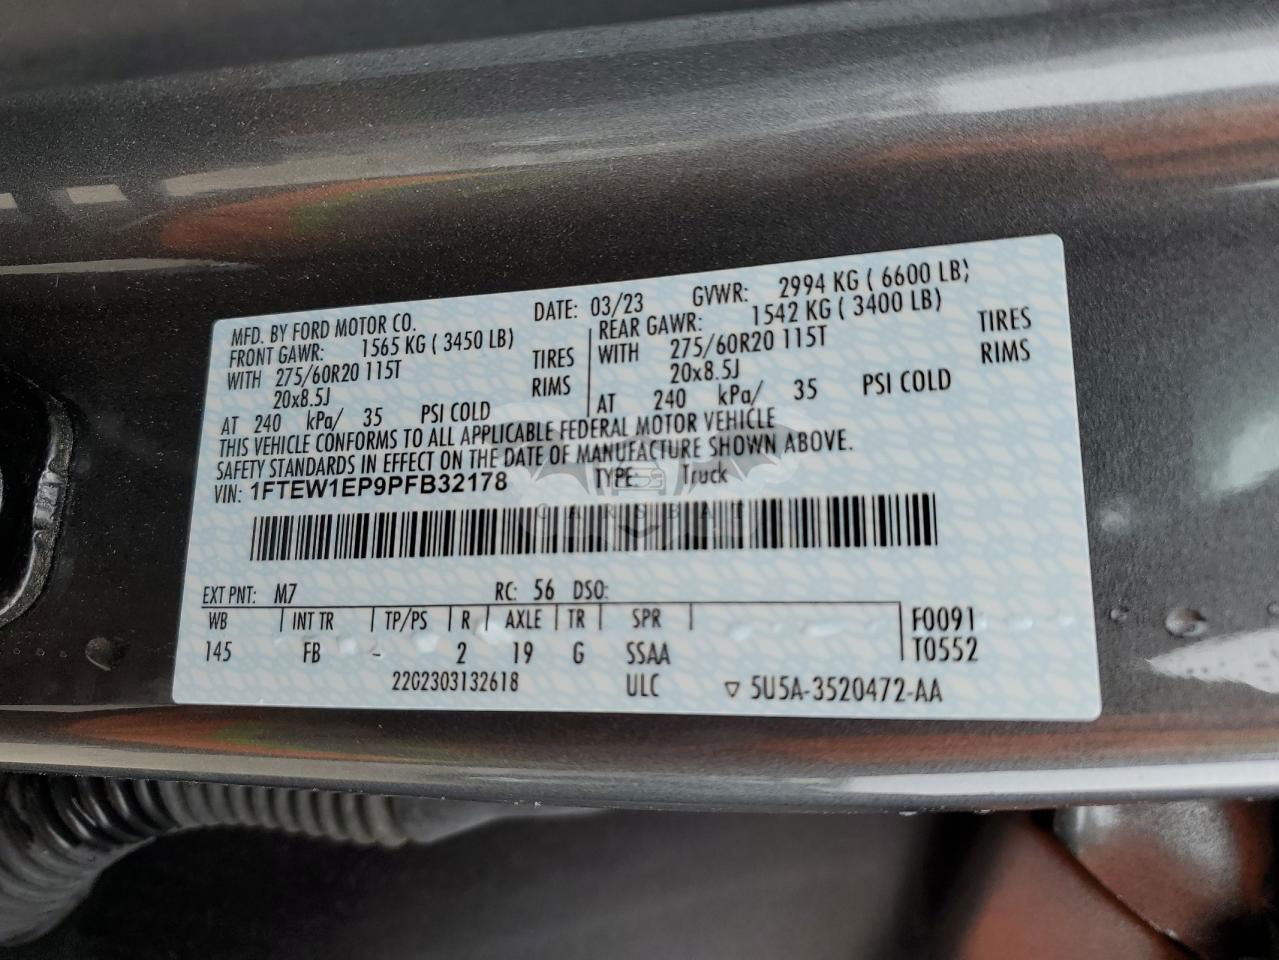 MFD. BY FORD MOTOR CO. DATE: 03/23 GVWR: 2994 KG ( 6600 LB)
FRONT GAWR: 1565 KG ( 3450 LB) REAR GAWR: 1542 KG ( 3400 LB)
WITH 275/60R20 115T TIRES WITH 275/60R20 115T TIRES
20x8.5J RIMS 20x8.5J RIMS
AT 240 kPa/ 35 PSI COLD AT 240 kPa/ 35 PSI COLD
THIS VEHICLE CONFORMS TO ALL APPLICABLE FEDERAL MOTOR VEHICLE
SAFETY STANDARDS IN EFFECT ON THE DATE OF MANUFACTURE SHOWN ABOVE.
VIN: 1FTEW1EP9PFB32178 TYPE: Truck
CARSBAT
EXT PNT: M7 RC: 56 DSO:
WB INT TR TP/PS R AXLE TR SPR F0091
145 FB - 2 19 G SSAA T0552
22G2303132618 ULC ▽ 5U5A-3520472-AA